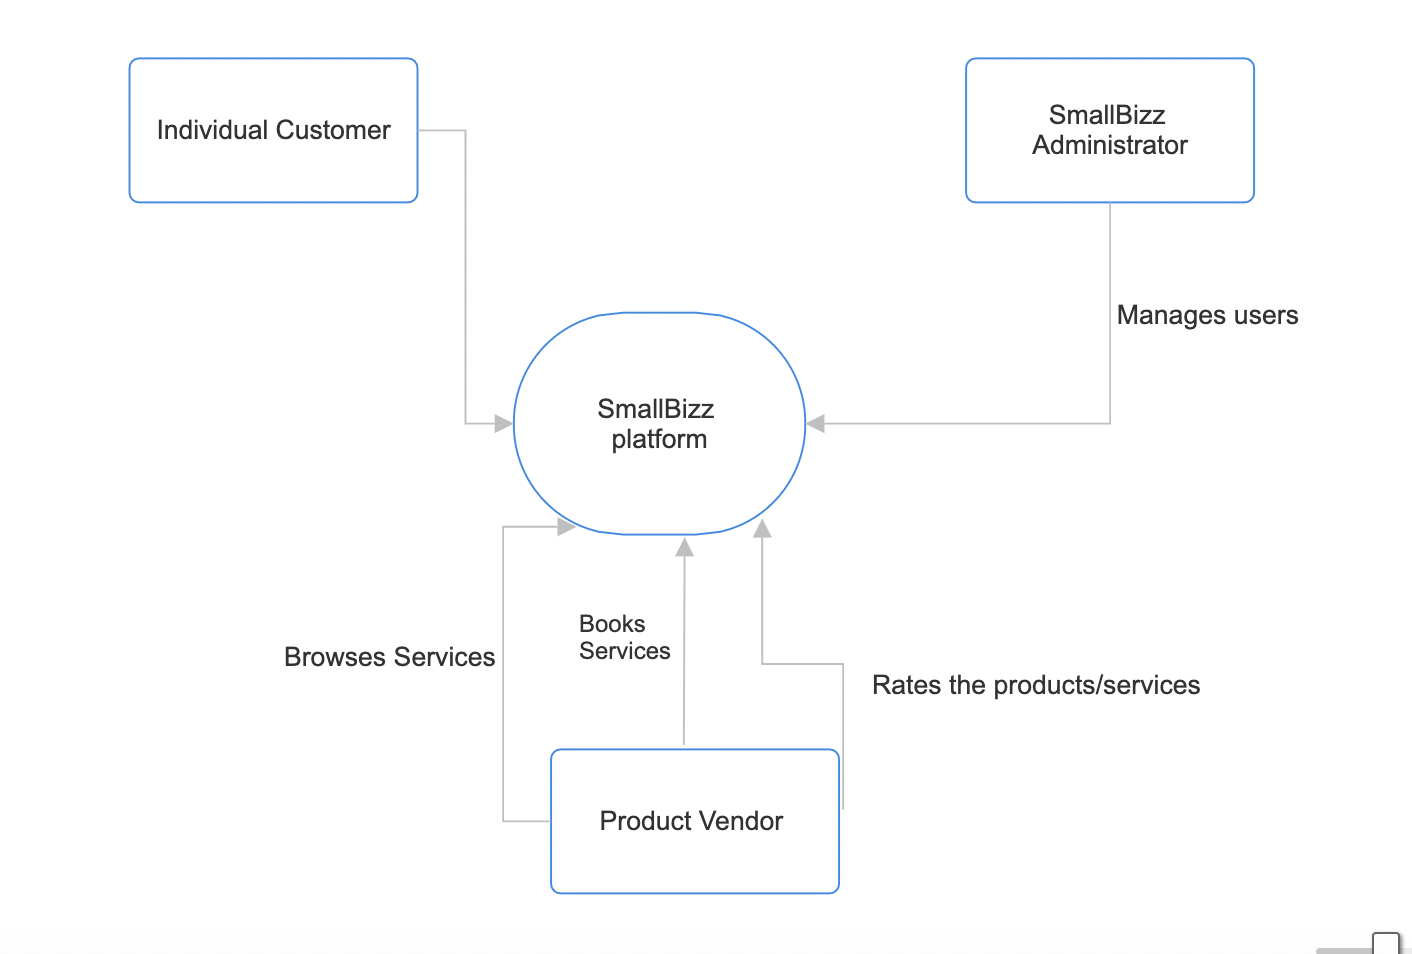 Individual Customer
SmallBizz
Administrator
Manages users
SmallBizz
platform
Books
Services
Browses Services
Rates the products/services
Product Vendor